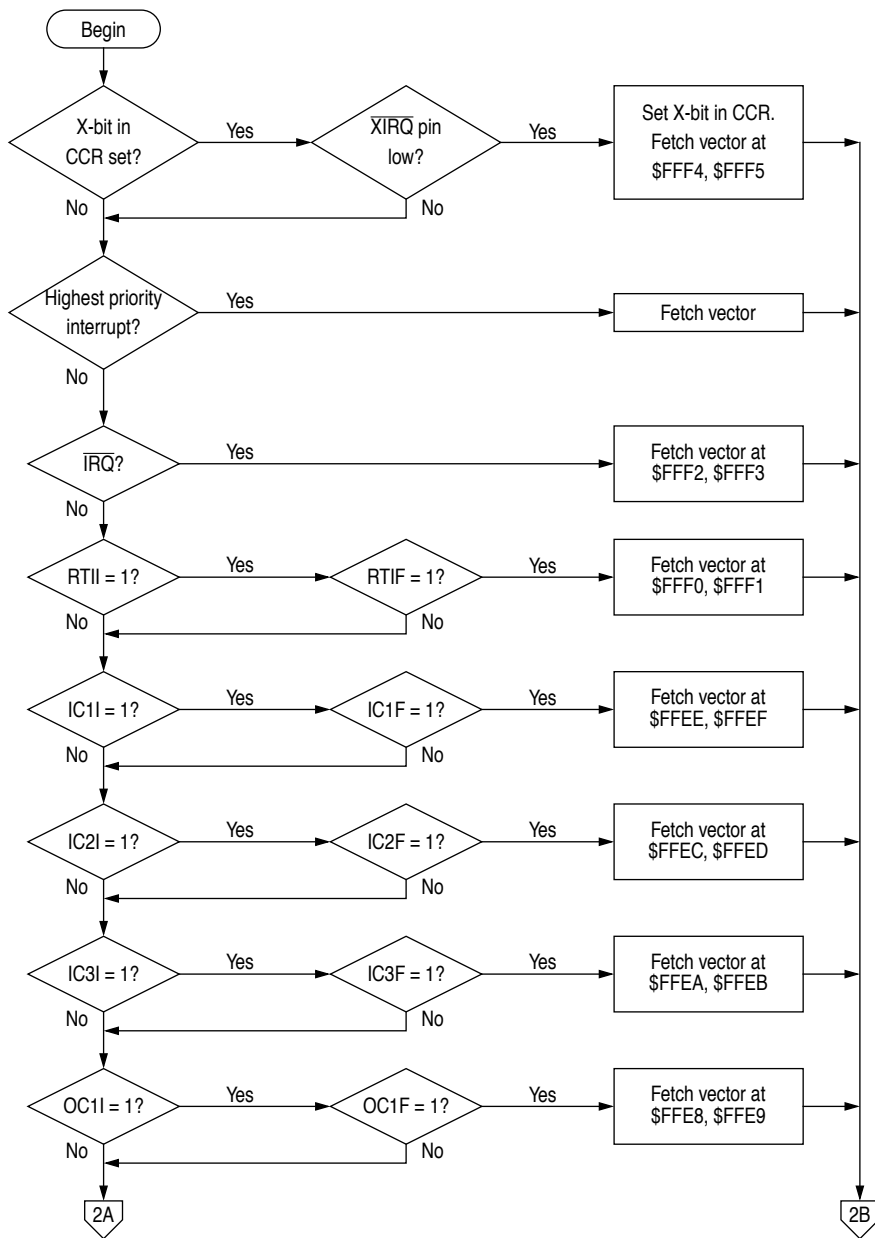 Begin
X-bit in
CCR set?
Yes
X̅I̅R̅Q̅ pin
low?
Yes
Set X-bit in CCR.
Fetch vector at
$FFF4, $FFF5
No
No
Highest priority
interrupt?
Yes
Fetch vector
No
I̅R̅Q̅?
Yes
Fetch vector at
$FFF2, $FFF3
No
RTII = 1?
Yes
RTIF = 1?
Yes
Fetch vector at
$FFF0, $FFF1
No
No
IC1I = 1?
Yes
IC1F = 1?
Yes
Fetch vector at
$FFEE, $FFEF
No
No
IC2I = 1?
Yes
IC2F = 1?
Yes
Fetch vector at
$FFEC, $FFED
No
No
IC3I = 1?
Yes
IC3F = 1?
Yes
Fetch vector at
$FFEA, $FFEB
No
No
OC1I = 1?
Yes
OC1F = 1?
Yes
Fetch vector at
$FFE8, $FFE9
No
No
2A
2B